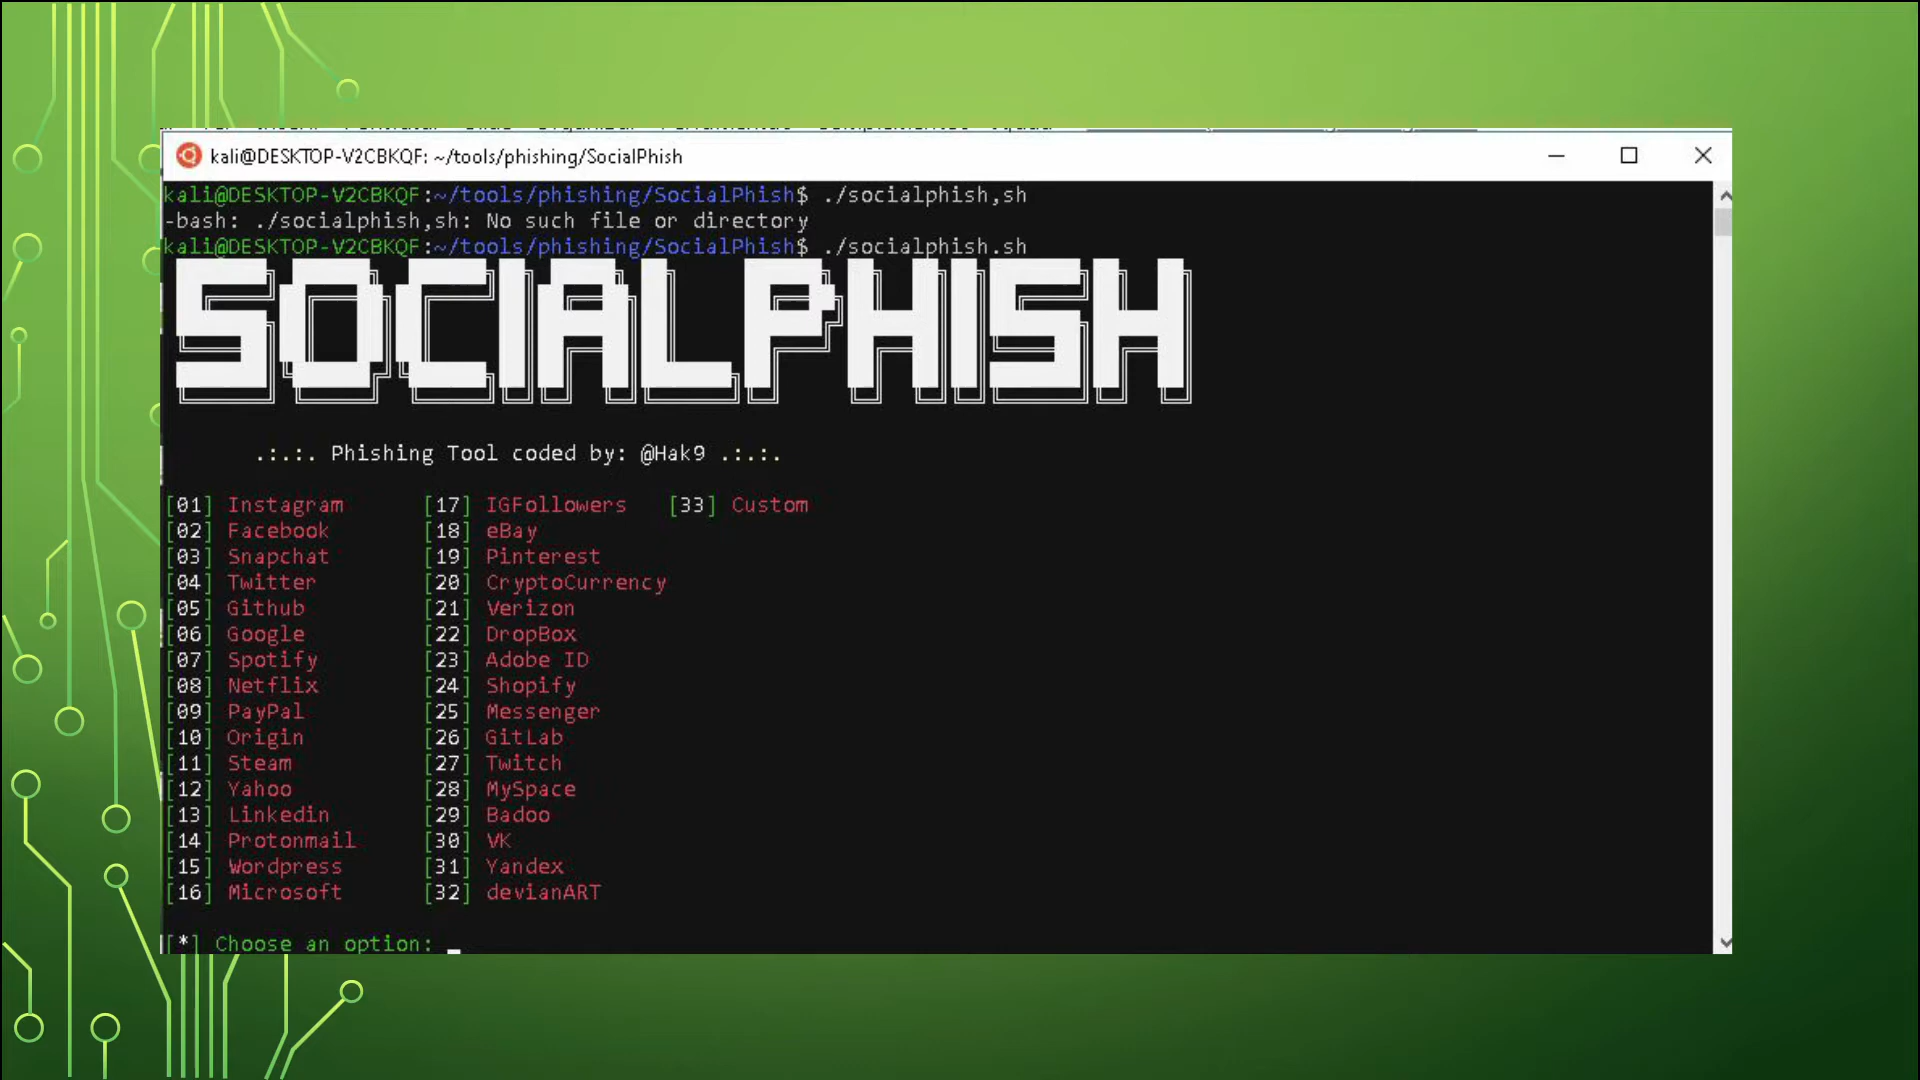 kali@DESKTOP-V2CBKQF: ~/tools/phishing/SocialPhish
kali@DESKTOP-V2CBKQF:~/tools/phishing/SocialPhish$ ./socialphish,sh
-bash: ./socialphish,sh: No such file or directory
kali@DESKTOP-V2CBKQF:~/tools/phishing/SocialPhish$ ./socialphish.sh
SOCIALPHISH
.:.:. Phishing Tool coded by: @Hak9 .:.:.
[01] Instagram [17] IGFollowers [33] Custom
[02] Facebook [18] eBay
[03] Snapchat [19] Pinterest
[04] Twitter [20] CryptoCurrency
[05] Github [21] Verizon
[06] Google [22] DropBox
[07] Spotify [23] Adobe ID
[08] Netflix [24] Shopify
[09] PayPal [25] Messenger
[10] Origin [26] GitLab
[11] Steam [27] Twitch
[12] Yahoo [28] MySpace
[13] Linkedin [29] Badoo
[14] Protonmail [30] VK
[15] Wordpress [31] Yandex
[16] Microsoft [32] devianART
[*] Choose an option: _